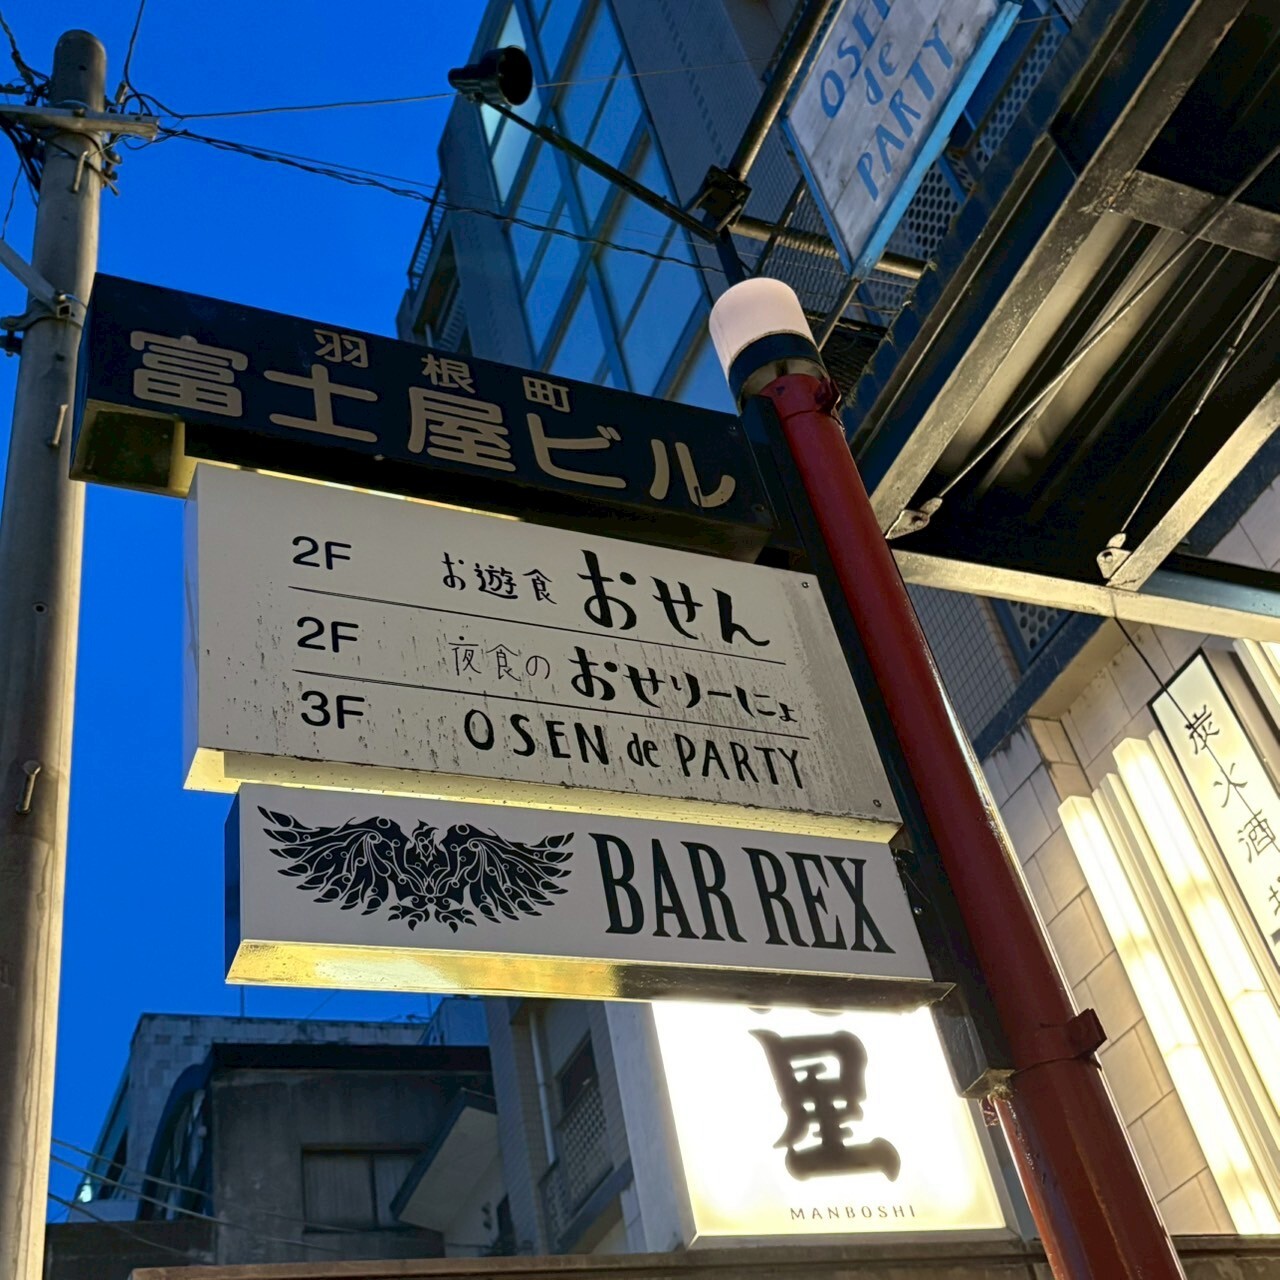 OSEN
de
PARTY
羽根町
富士屋ビル
2F お遊食 おせん
2F 夜食の おせりーにょ
3F OSEN de PARTY
BAR REX
星
MANBOSHI
炭火酒